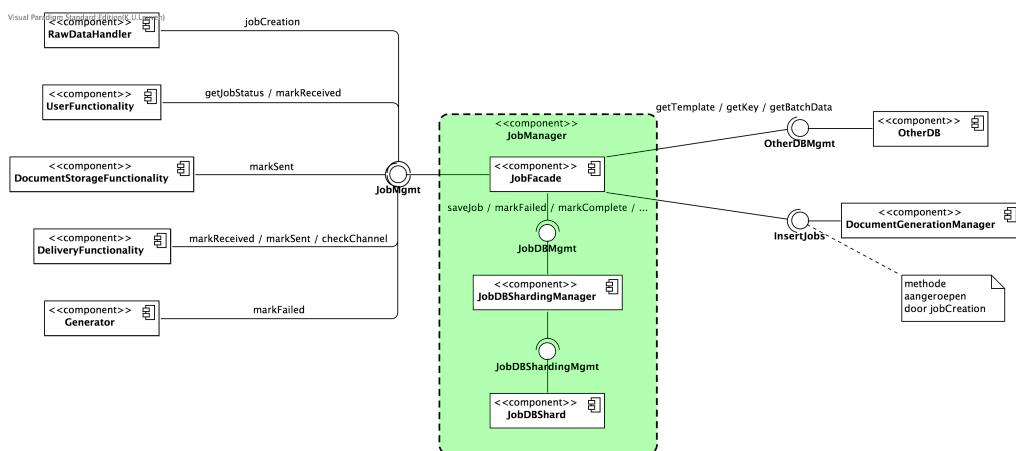 Visual Paradigm Standard Edition(K.U.Leuven)
<<component>>
RawDataHandler
jobCreation
<<component>>
UserFunctionality
getJobStatus / markReceived
<<component>>
DocumentStorageFunctionality
markSent
JobMgmt
<<component>>
DeliveryFunctionality
markReceived / markSent / checkChannel
<<component>>
Generator
markFailed
<<component>>
JobManager
<<component>>
JobFacade
saveJob / markFailed / markComplete / ...
JobDBMgmt
<<component>>
JobDBShardingManager
JobDBShardingMgmt
<<component>>
JobDBShard
getTemplate / getKey / getBatchData
OtherDBMgmt
<<component>>
OtherDB
InsertJobs
<<component>>
DocumentGenerationManager
methode
aangeroepen
door jobCreation